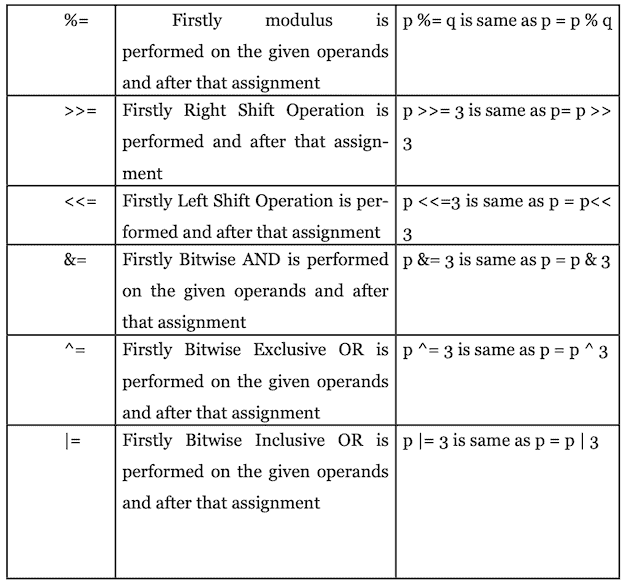 %= Firstly modulus is p %= q is same as p = p % q
performed on the given operands
and after that assignment
>>= Firstly Right Shift Operation is p >>= 3 is same as p= p >>
performed and after that assign- 3
ment
<<= Firstly Left Shift Operation is per- p <<=3 is same as p = p<<
formed and after that assignment 3
&= Firstly Bitwise AND is performed p &= 3 is same as p = p & 3
on the given operands and after
that assignment
^= Firstly Bitwise Exclusive OR is p ^= 3 is same as p = p ^ 3
performed on the given operands
and after that assignment
|= Firstly Bitwise Inclusive OR is p |= 3 is same as p = p | 3
performed on the given operands
and after that assignment